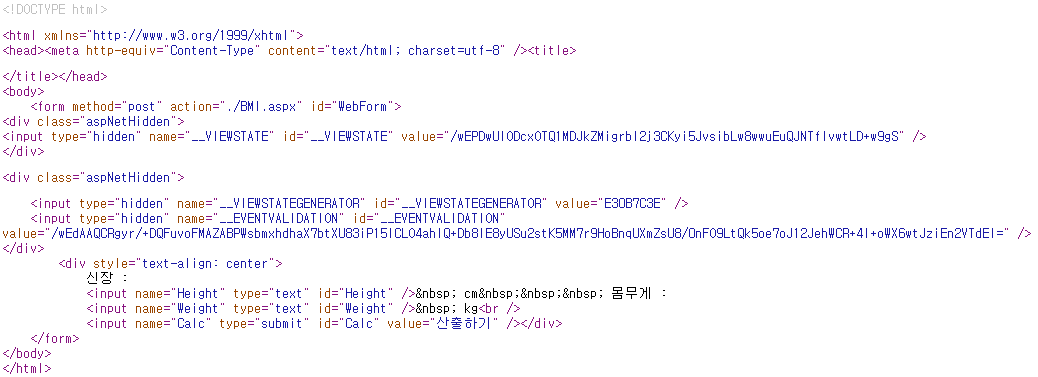 <!DOCTYPE html>
<html xmlns="http://www.w3.org/1999/xhtml">
<head><meta http-equiv="Content-Type" content="text/html; charset=utf-8" /><title>
</title></head>
<body>
<form method="post" action="./BMI.aspx" id="WebForm">
<div class="aspNetHidden">
<input type="hidden" name="__VIEWSTATE" id="__VIEWSTATE" value="/wEPDwUIODcxOTQ1MDJkZMigrbI2j3CKyi5JvsibLw8wwuEuQJNTflvwtLD+w9gS" />
</div>
<div class="aspNetHidden">
<input type="hidden" name="__VIEWSTATEGENERATOR" id="__VIEWSTATEGENERATOR" value="E30B7C3E" />
<input type="hidden" name="__EVENTVALIDATION" id="__EVENTVALIDATION"
value="/wEdAAQCRgyr/+DQFuvoFMAZABPWsbmxhdhaX7btXU83iP15ICLO4ahlQ+Db8IE8yUSu2stK5MM7r9HoBnqUXmZsU8/OnFO9LtQk5oe7oJ12JehWCR+4I+oWX6wtJziEn2VTdEI=" />
</div>
<div style="text-align: center">
신장 :
<input name="Height" type="text" id="Height" />&nbsp; cm&nbsp;&nbsp;&nbsp; 몸무게 :
<input name="Weight" type="text" id="Weight" />&nbsp; kg<br />
<input name="Calc" type="submit" id="Calc" value="산출하기" /></div>
</form>
</body>
</html>